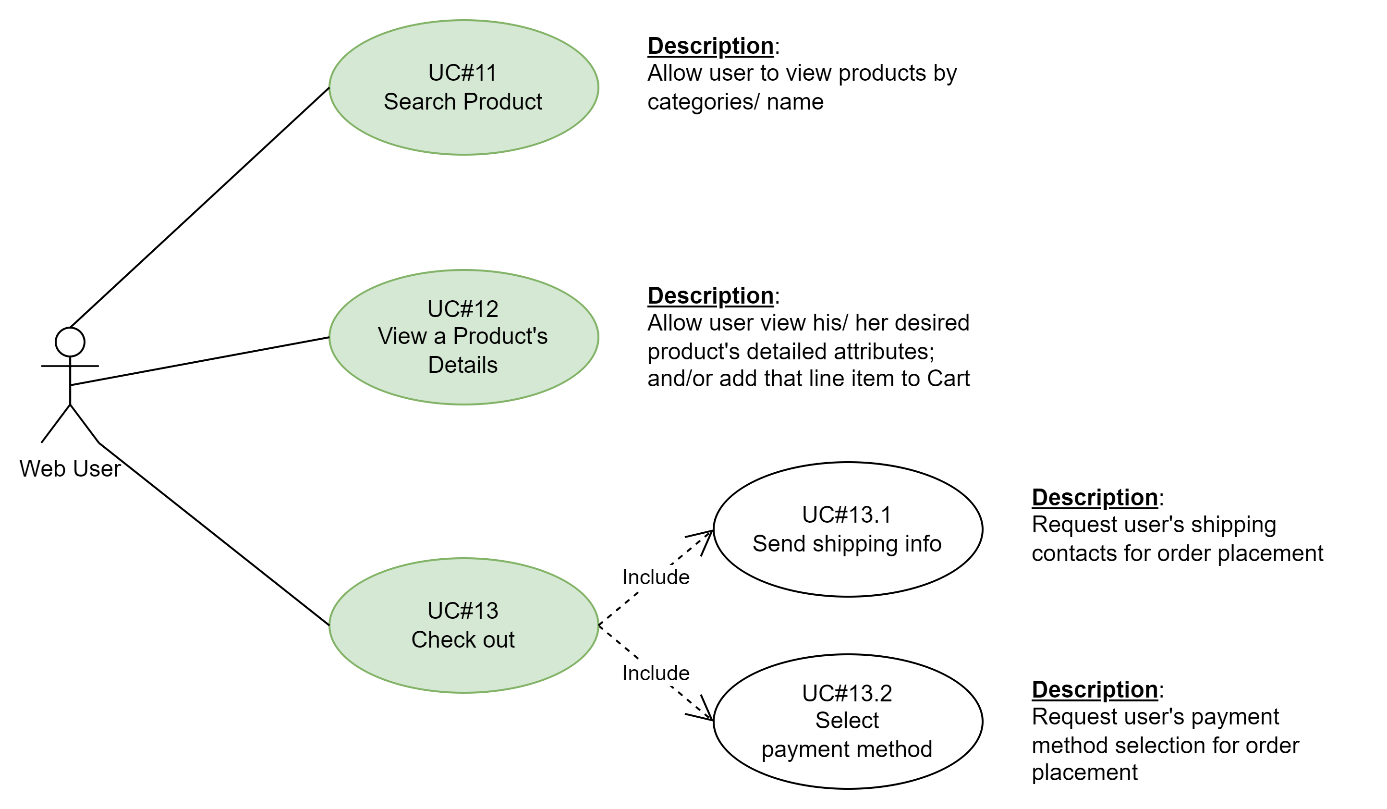 UC#11
Search Product
Description:
Allow user to view products by
categories/ name
UC#12
View a Product's
Details
Description:
Allow user view his/ her desired
product's detailed attributes;
and/or add that line item to Cart
Web User
UC#13
Check out
Include
Include
UC#13.1
Send shipping info
Description:
Request user's shipping
contacts for order placement
UC#13.2
Select
payment method
Description:
Request user's payment
method selection for order
placement